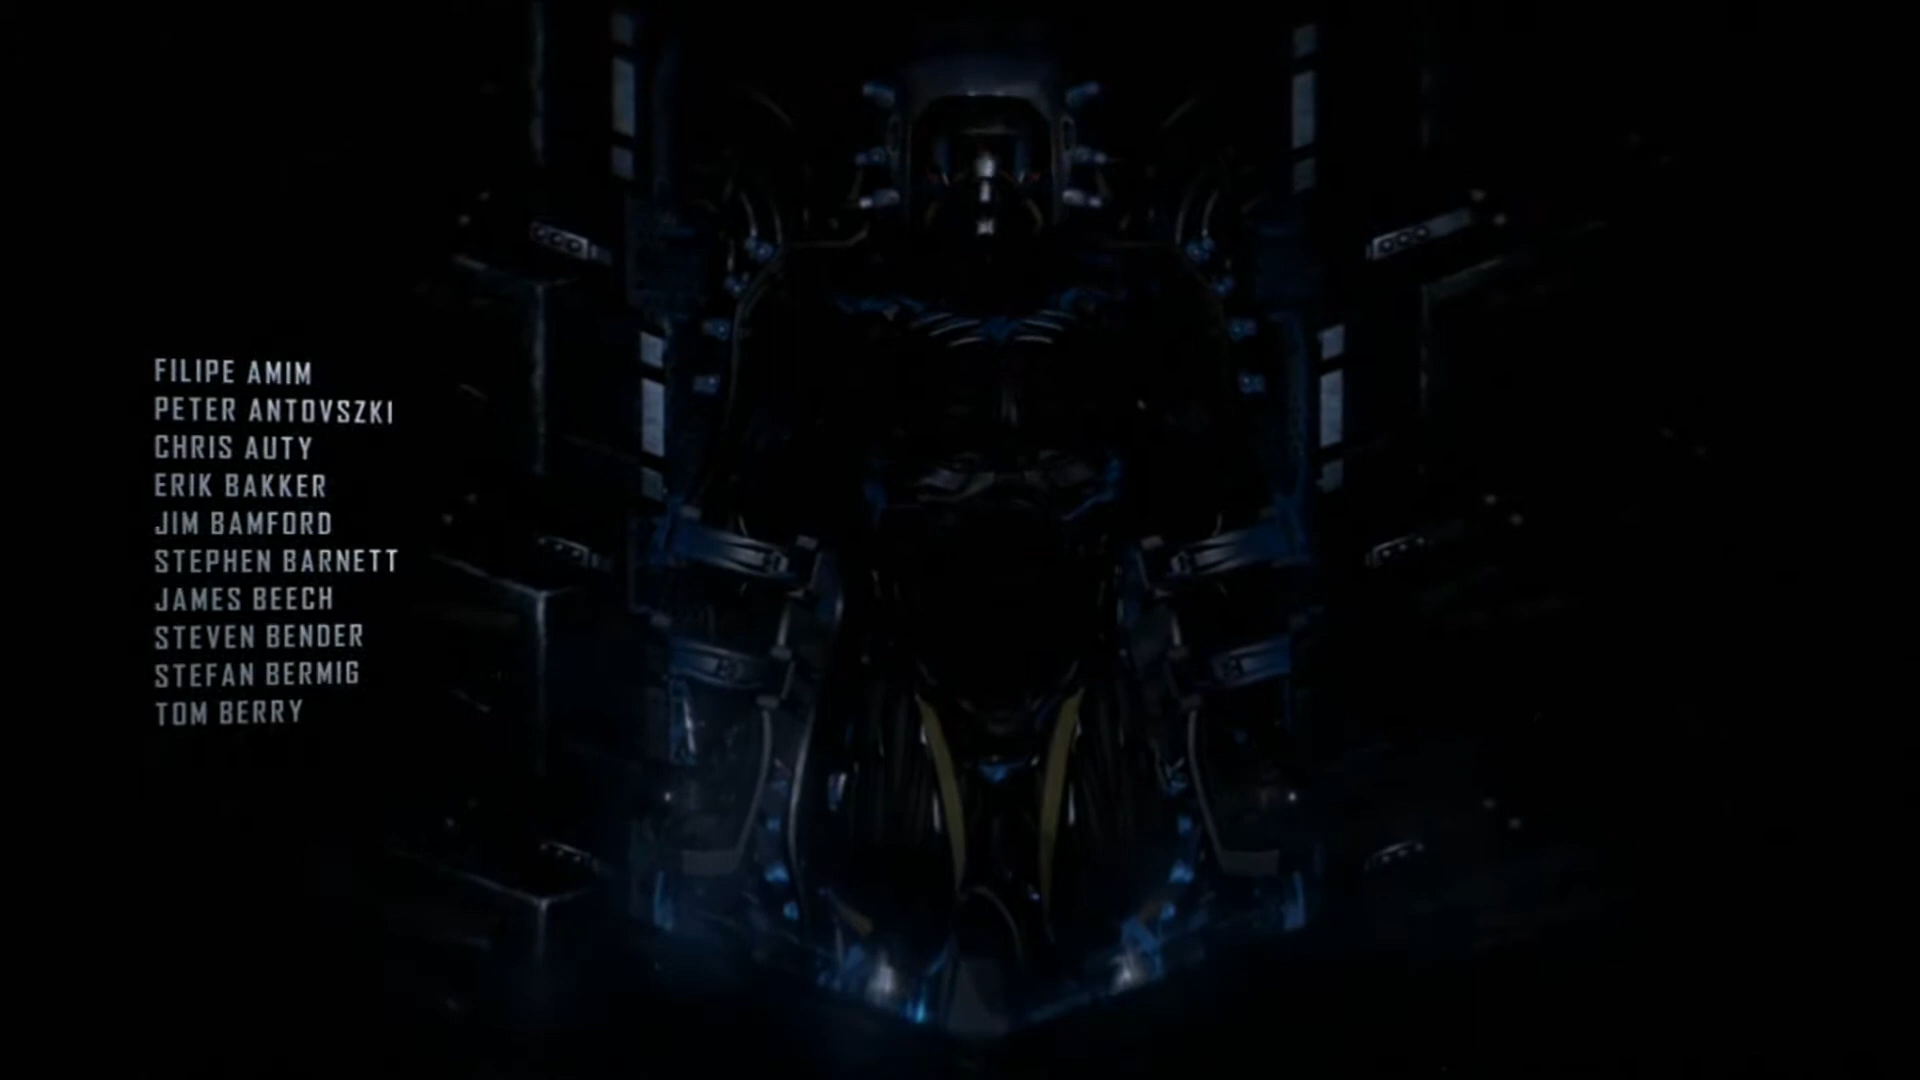 FILIPE AMIM
PETER ANTOVSZKI
CHRIS AUTY
ERIK BAKKER
JIM BAMFORD
STEPHEN BARNETT
JAMES BEECH
STEVEN BENDER
STEFAN BERMIG
TOM BERRY